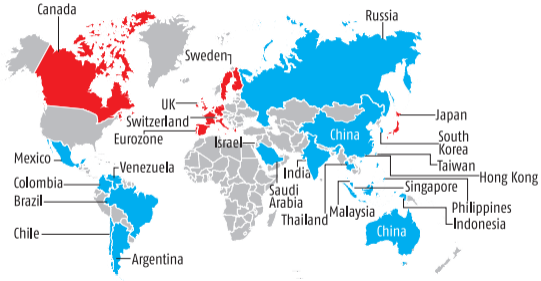 Canada
Russia
Sweden
UK
Switzerland
Eurozone
Japan
China
South
Korea
Israel
Taiwan
Mexico
Venezuela
India
Hong Kong
Colombia
Singapore
Saudi
Arabia
Brazil
Thailand
Malaysia
Philippines
Indonesia
Chile
China
Argentina